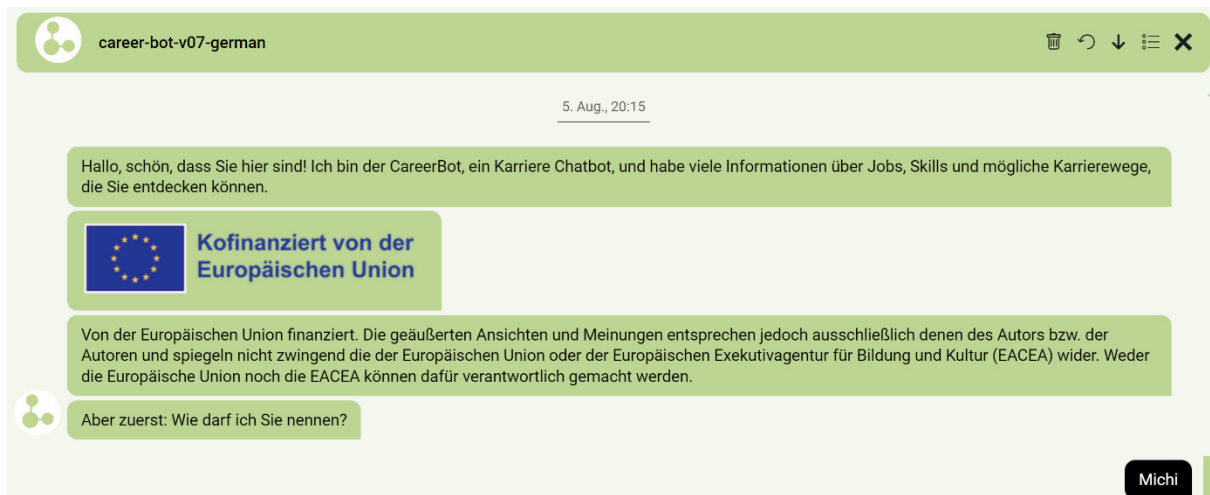 career-bot-v07-german
5. Aug., 20:15
Hallo, schön, dass Sie hier sind! Ich bin der CareerBot, ein Karriere Chatbot, und habe viele Informationen über Jobs, Skills und mögliche Karrierewege,
die Sie entdecken können.
Kofinanziert von der
Europäischen Union
Von der Europäischen Union finanziert. Die geäußerten Ansichten und Meinungen entsprechen jedoch ausschließlich denen des Autors bzw. der
Autoren und spiegeln nicht zwingend die der Europäischen Union oder der Europäischen Exekutivagentur für Bildung und Kultur (EACEA) wider. Weder
die Europäische Union noch die EACEA können dafür verantwortlich gemacht werden.
Aber zuerst: Wie darf ich Sie nennen?
Michi